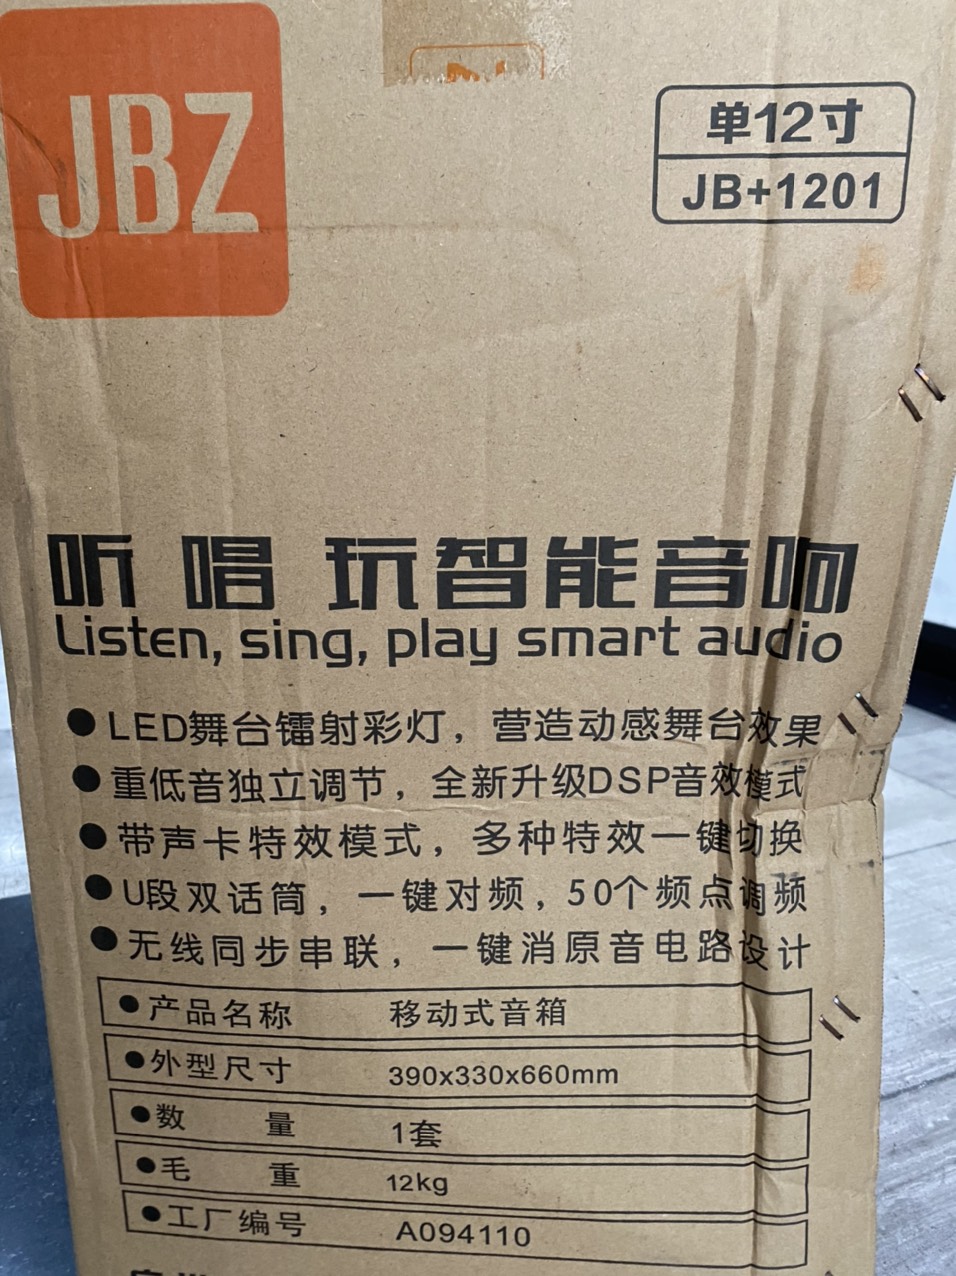 JBZ
单12寸
JB+1201
听 唱 玩智能音响
Listen, sing, play smart audio
●LED舞台镭射彩灯，营造动感舞台效果
●重低音独立调节，全新升级DSP音效模式
●带声卡特效模式，多种特效一键切换
●U段双话筒，一键对频，50个频点调频
●无线同步串联，一键消原音电路设计
●产品名称 移动式音箱
●外型尺寸 390x330x660mm
●数 量 1套
●毛 重 12kg
●工厂编号 A094110